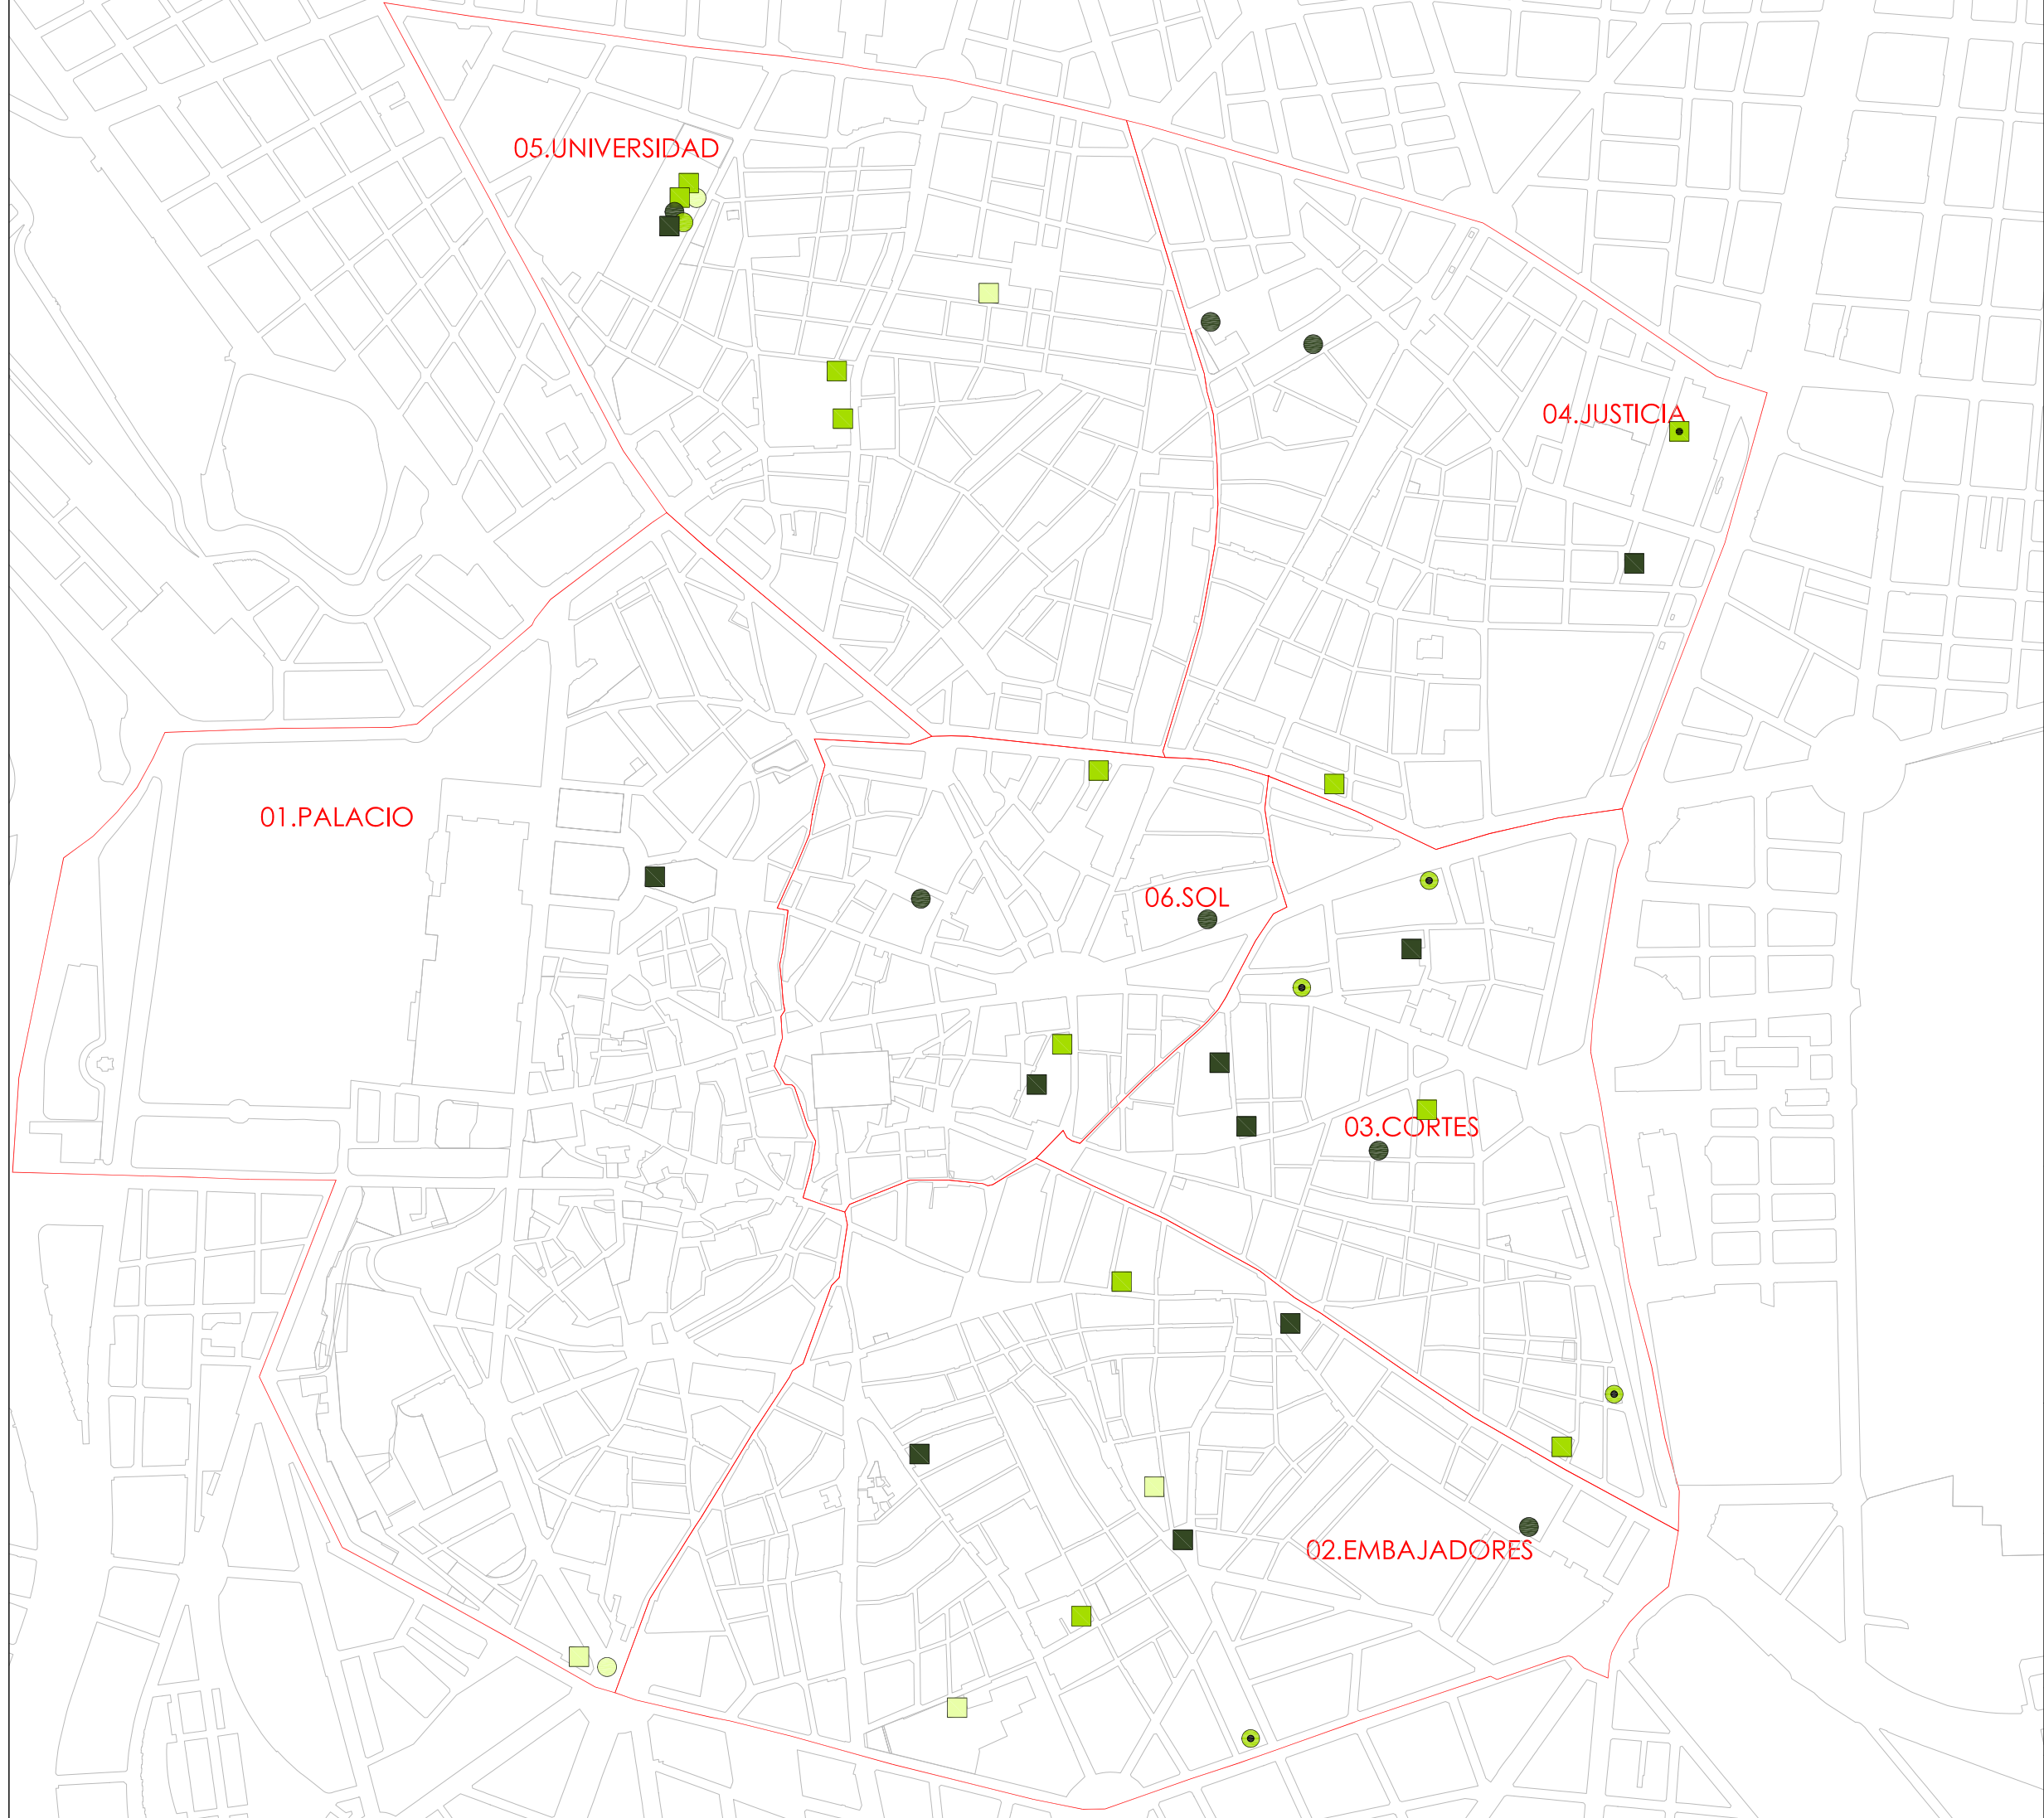 05.UNIVERSIDAD
04.JUSTICIA
01.PALACIO
06.SOL
03.CORTES
02.EMBAJADORES